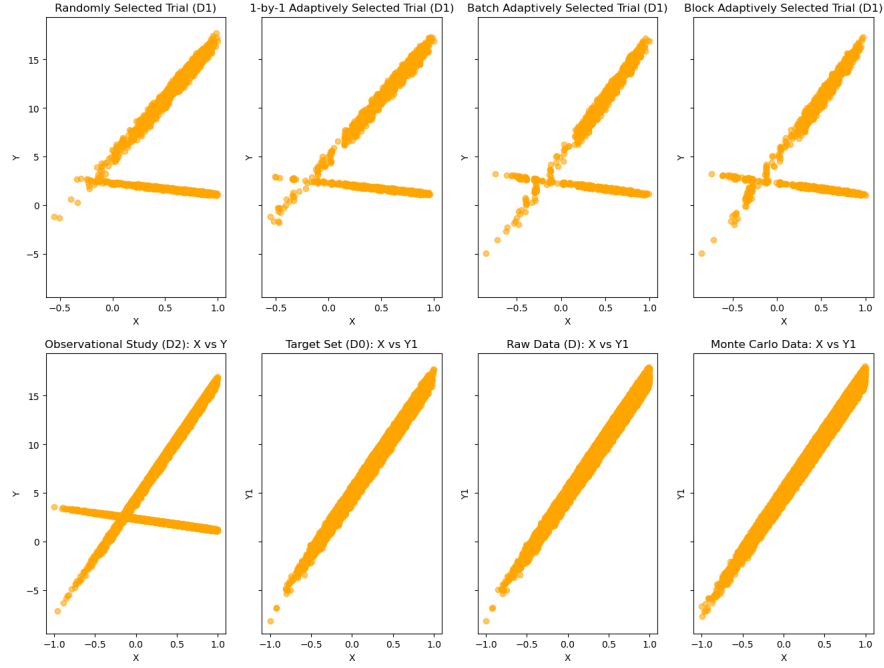 Randomly Selected Trial (D1) 1-by-1 Adaptively Selected Trial (D1) Batch Adaptively Selected Trial (D1) Block Adaptively Selected Trial (D1)
15
10
5
0
−5
Y Y Y Y
−0.5 0.0 0.5 1.0 −0.5 0.0 0.5 1.0 −0.5 0.0 0.5 1.0 −0.5 0.0 0.5 1.0
X X X X
Observational Study (D2): X vs Y Target Set (D0): X vs Y1 Raw Data (D): X vs Y1 Monte Carlo Data: X vs Y1
15
10
5
0
−5
Y Y1 Y1 Y1
−1.0 −0.5 0.0 0.5 1.0 −1.0 −0.5 0.0 0.5 1.0 −1.0 −0.5 0.0 0.5 1.0 −1.0 −0.5 0.0 0.5 1.0
X X X X